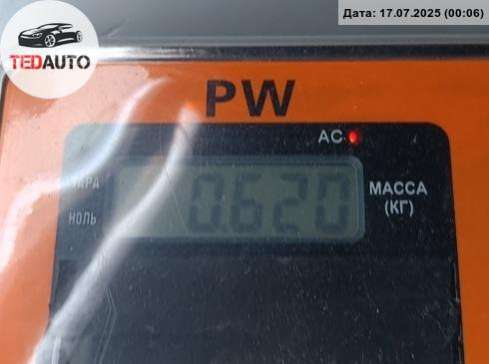 Дата: 17.07.2025 (00:06)
TEDAUTO
PW
AC
ТАРА
0.620
МАССА
(КГ)
НОЛЬ